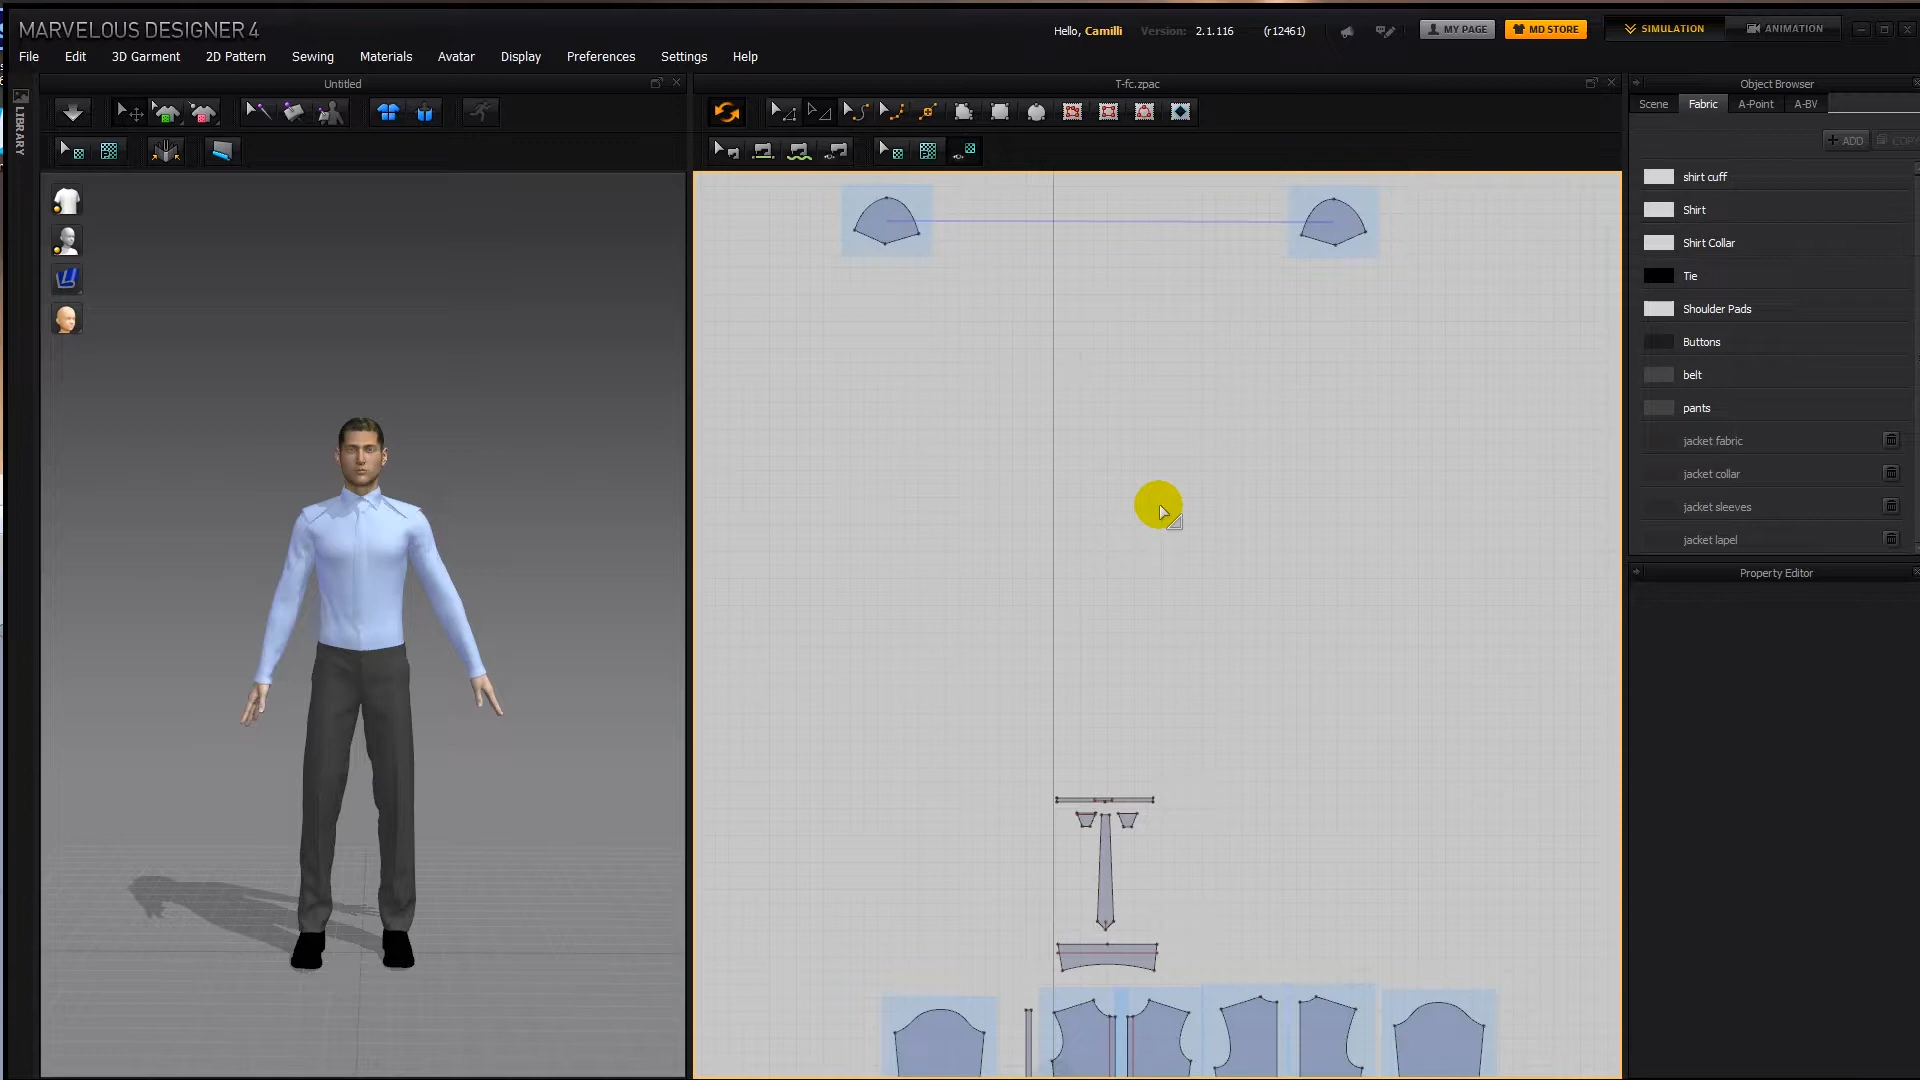 MARVELOUS DESIGNER 4
Hello, Camilli Version: 2.1.116 (r12461) MY PAGE MD STORE SIMULATION ANIMATION
File Edit 3D Garment 2D Pattern Sewing Materials Avatar Display Preferences Settings Help
Untitled
T-fc.zpac
Object Browser
LIBRARY
Scene Fabric A-Point A-BV
ADD COPY
shirt cuff
Shirt
Shirt Collar
Tie
Shoulder Pads
Buttons
belt
pants
jacket fabric
jacket collar
jacket sleeves
jacket lapel
Property Editor